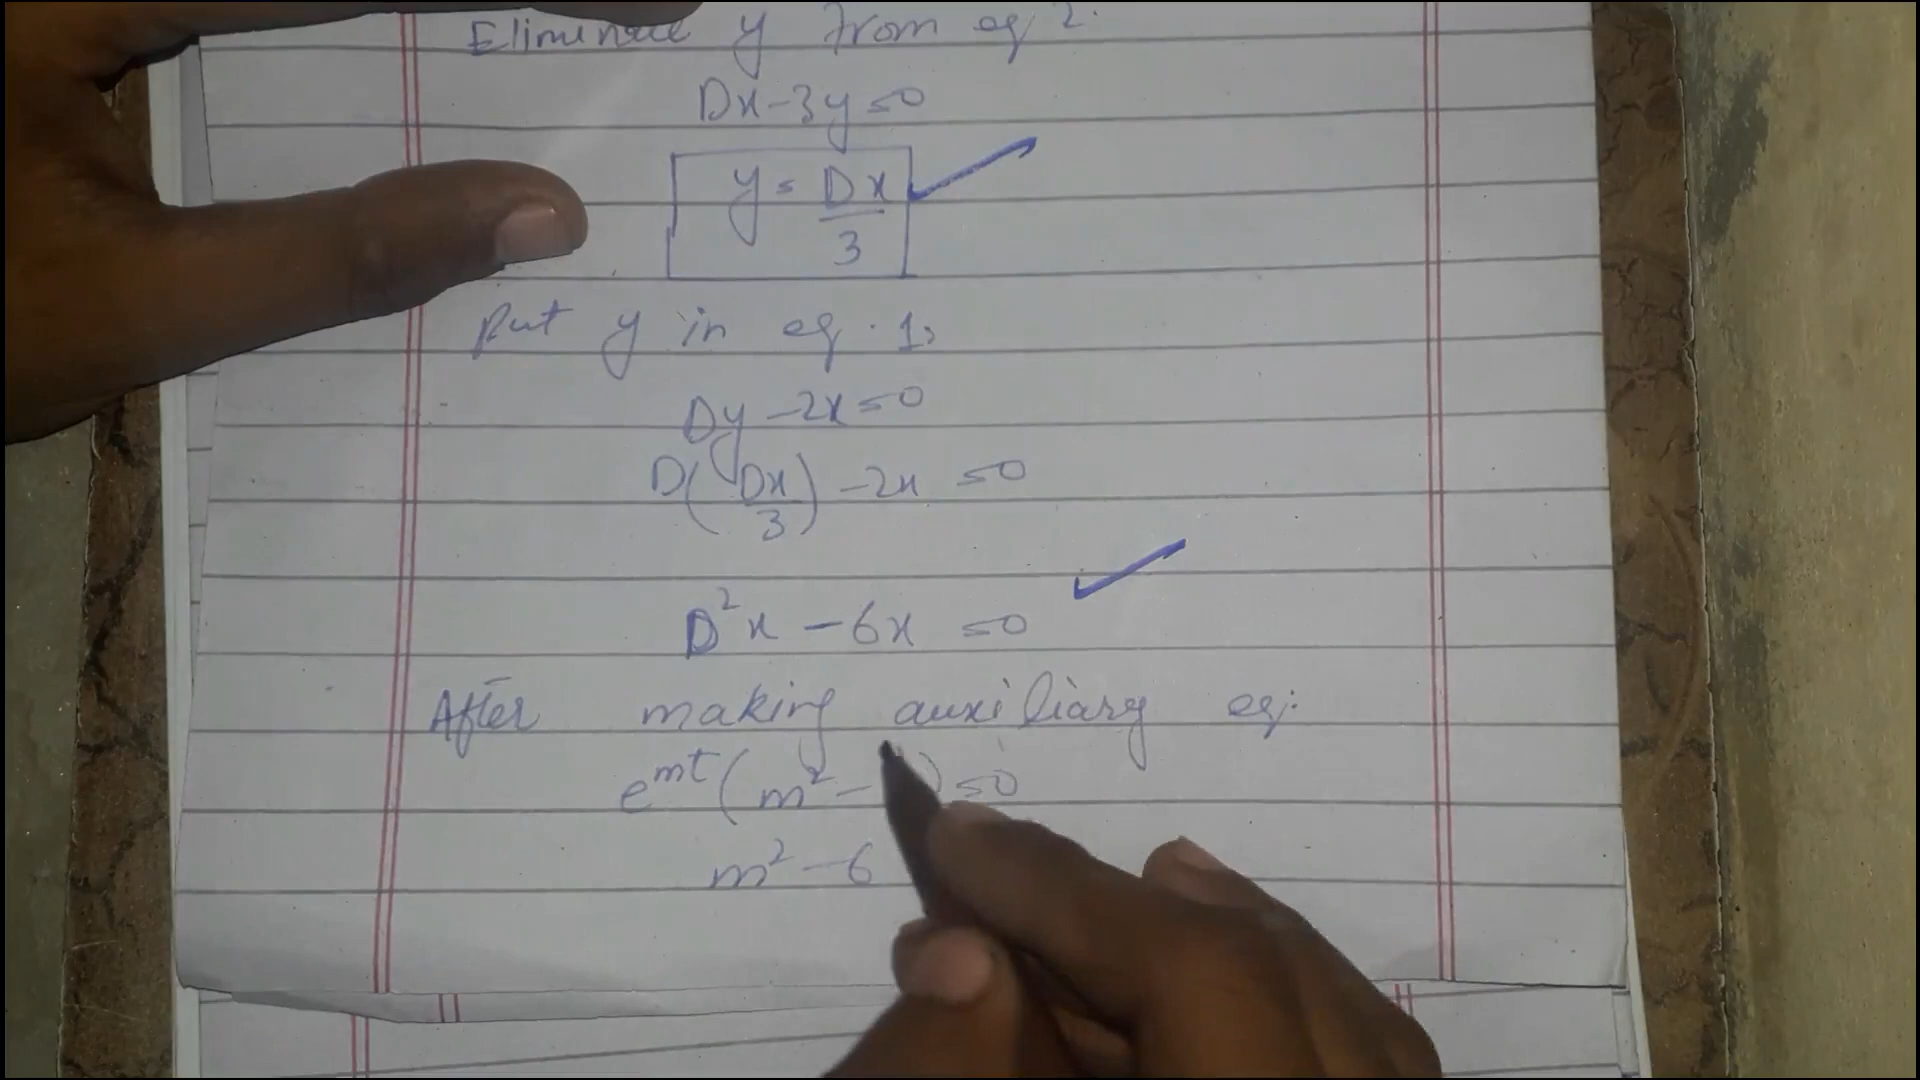 Eliminate y from eq 2.
Dx - 3y = 0
y = Dx/3
Put y in eq. 1,
Dy - 2x = 0
D(Dx/3) - 2x = 0
D²x - 6x = 0
After making auxiliary eq:
e^mt (m² - ) = 0
m² - 6